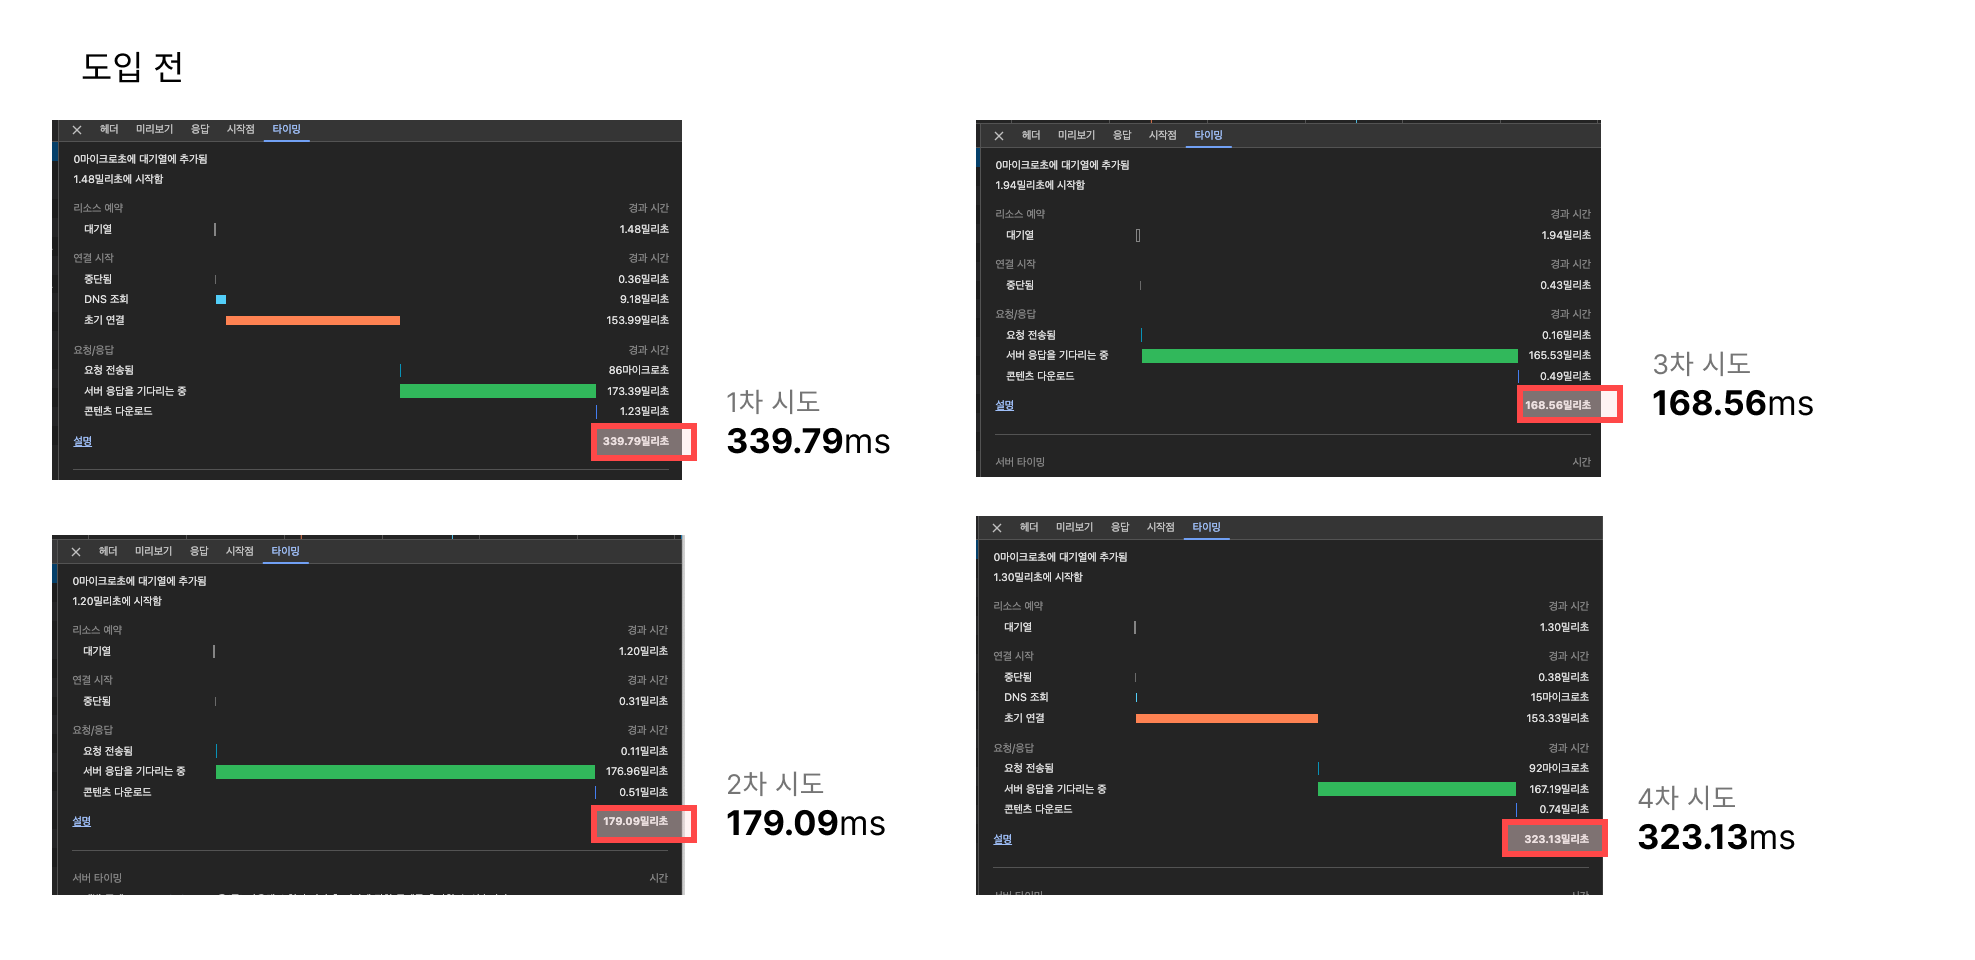 도입 전
헤더 미리보기 응답 시작점 타이밍
0마이크로초에 대기열에 추가됨
1.48밀리초에 시작함
리소스 예약 경과 시간
대기열 1.48밀리초
연결 시작 경과 시간
중단됨 0.36밀리초
DNS 조회 9.18밀리초
초기 연결 153.99밀리초
요청/응답 경과 시간
요청 전송됨 86마이크로초
서버 응답을 기다리는 중 173.39밀리초
콘텐츠 다운로드 1.23밀리초
설명 339.79밀리초
1차 시도
339.79ms
헤더 미리보기 응답 시작점 타이밍
0마이크로초에 대기열에 추가됨
1.20밀리초에 시작함
리소스 예약 경과 시간
대기열 1.20밀리초
연결 시작 경과 시간
중단됨 0.31밀리초
요청/응답 경과 시간
요청 전송됨 0.11밀리초
서버 응답을 기다리는 중 176.96밀리초
콘텐츠 다운로드 0.51밀리초
설명 179.09밀리초
서버 타이밍 시간
2차 시도
179.09ms
헤더 미리보기 응답 시작점 타이밍
0마이크로초에 대기열에 추가됨
1.94밀리초에 시작함
리소스 예약 경과 시간
대기열 1.94밀리초
연결 시작 경과 시간
중단됨 0.43밀리초
요청/응답 경과 시간
요청 전송됨 0.16밀리초
서버 응답을 기다리는 중 165.53밀리초
콘텐츠 다운로드 0.49밀리초
설명 168.56밀리초
서버 타이밍 시간
3차 시도
168.56ms
헤더 미리보기 응답 시작점 타이밍
0마이크로초에 대기열에 추가됨
1.30밀리초에 시작함
리소스 예약 경과 시간
대기열 1.30밀리초
연결 시작 경과 시간
중단됨 0.38밀리초
DNS 조회 15마이크로초
초기 연결 153.33밀리초
요청/응답 경과 시간
요청 전송됨 92마이크로초
서버 응답을 기다리는 중 167.19밀리초
콘텐츠 다운로드 0.74밀리초
설명 323.13밀리초
4차 시도
323.13ms